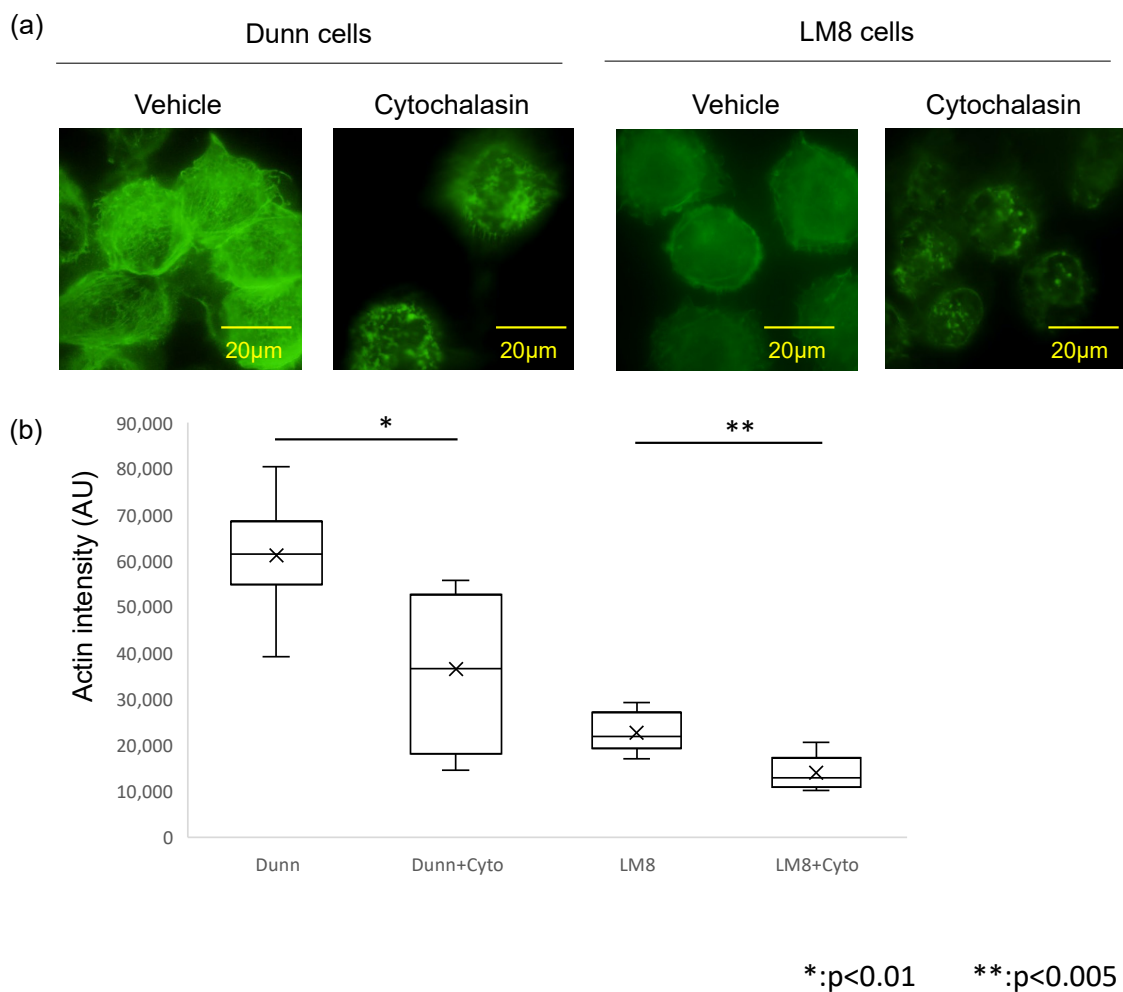 (a)
Dunn cells
LM8 cells
Vehicle
Cytochalasin
Vehicle
Cytochalasin
20µm
20µm
20µm
20µm
(b)
Actin intensity (AU)
90,000
80,000
70,000
60,000
50,000
40,000
30,000
20,000
10,000
0
*
**
Dunn
Dunn+Cyto
LM8
LM8+Cyto
*:p<0.01 **:p<0.005